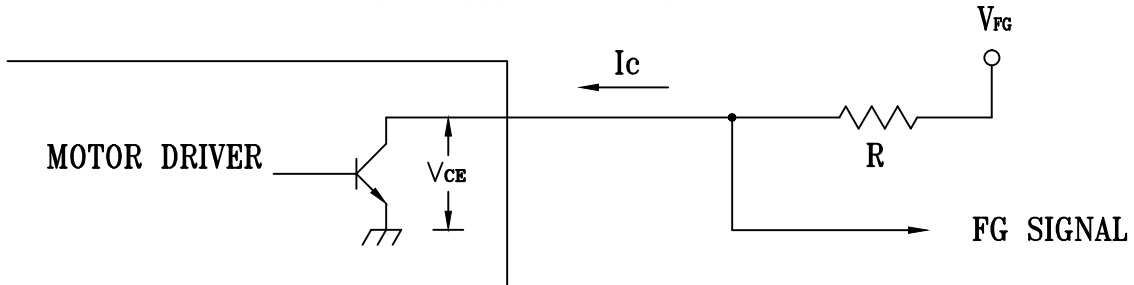 VFG
Ic
MOTOR DRIVER
VCE
R
FG SIGNAL